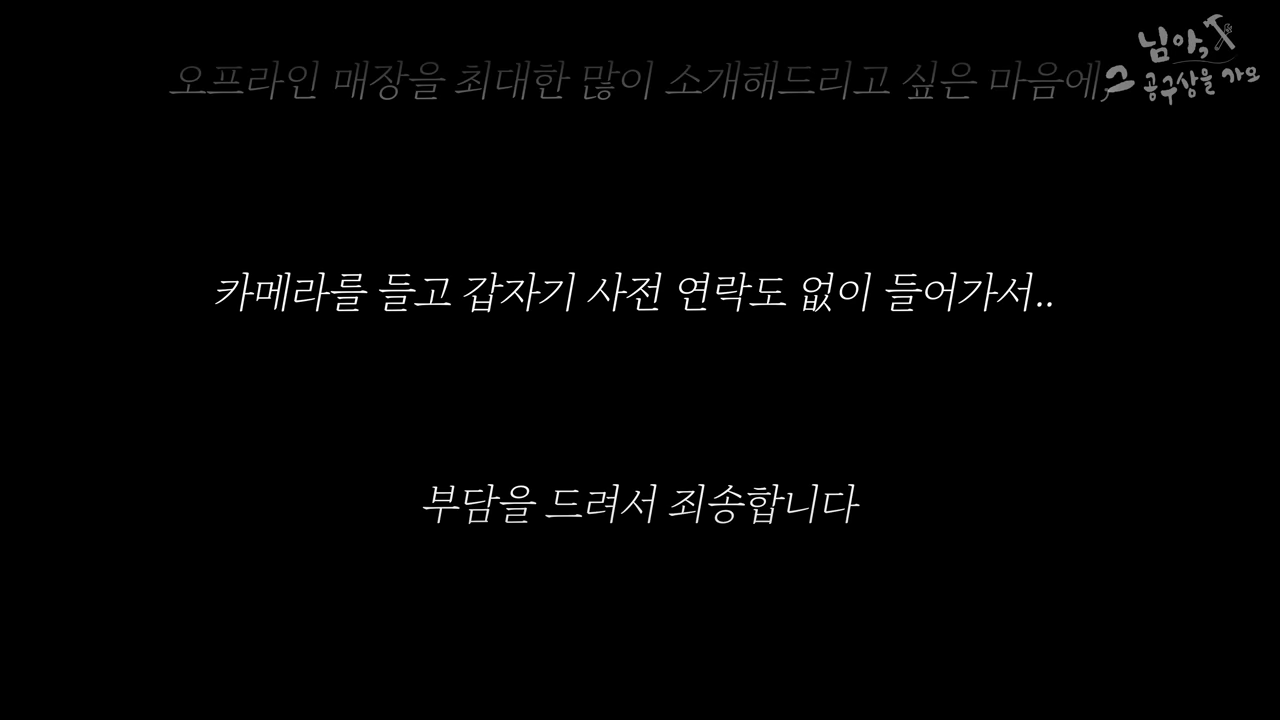 님아,
그 공구상을 가오
오프라인 매장을 최대한 많이 소개해드리고 싶은 마음에,
카메라를 들고 갑자기 사전 연락도 없이 들어가서..
부담을 드려서 죄송합니다